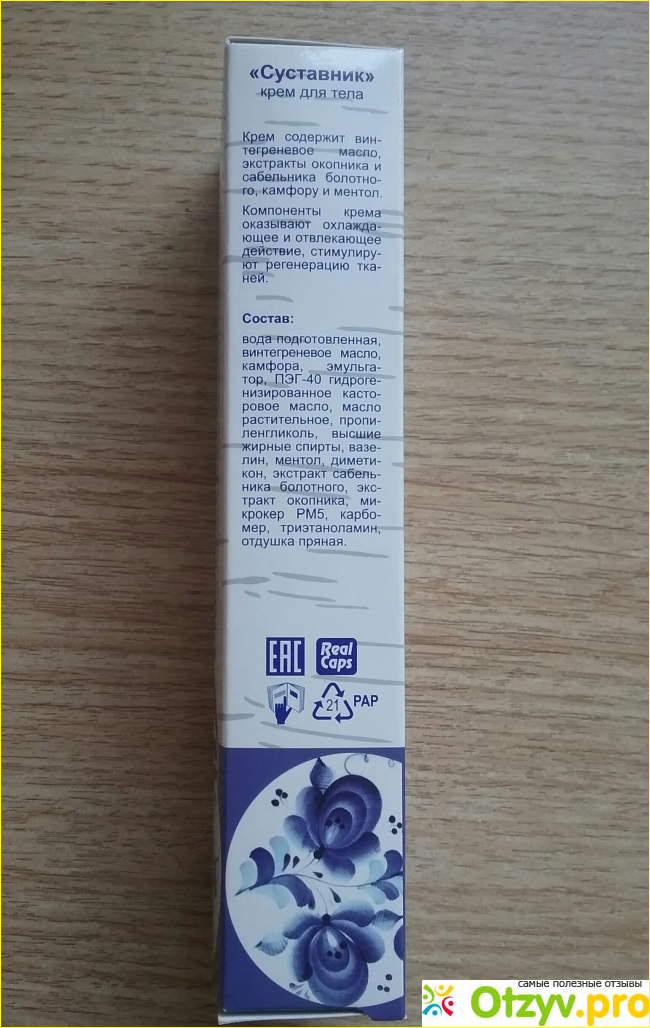 «Суставник»
крем для тела
Крем содержит вин-
тегреневое масло,
экстракты окопника и
сабельника болотно-
го, камфору и ментол.
Компоненты крема
оказывают охлажда-
ющее и отвлекающее
действие, стимулиру-
ют регенерацию тка-
ней.
Состав:
вода подготовленная,
винтегреневое масло,
камфора, эмульга-
тор, ПЭГ-40 гидроге-
низированное касто-
ровое масло, масло
растительное, пропи-
ленгликоль, высшие
жирные спирты, вазе-
лин, ментол, димети-
кон, экстракт сабель-
ника болотного, экс-
тракт окопника, ми-
крокер РМ5, карбо-
мер, триэтаноламин,
отдушка пряная.
EAC
Real
Caps
21 PAP
самые полезные отзывы
Otzyv.pro